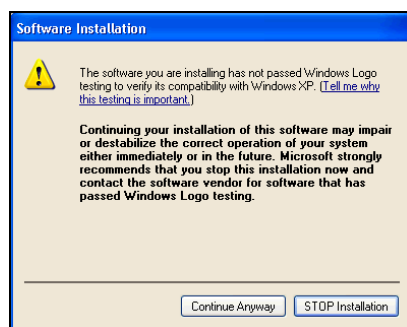 Software Installation
The software you are installing has not passed Windows Logo
testing to verify its compatibility with Windows XP. (Tell me why
this testing is important.)
Continuing your installation of this software may impair
or destabilize the correct operation of your system
either immediately or in the future. Microsoft strongly
recommends that you stop this installation now and
contact the software vendor for software that has
passed Windows Logo testing.
Continue Anyway
STOP Installation